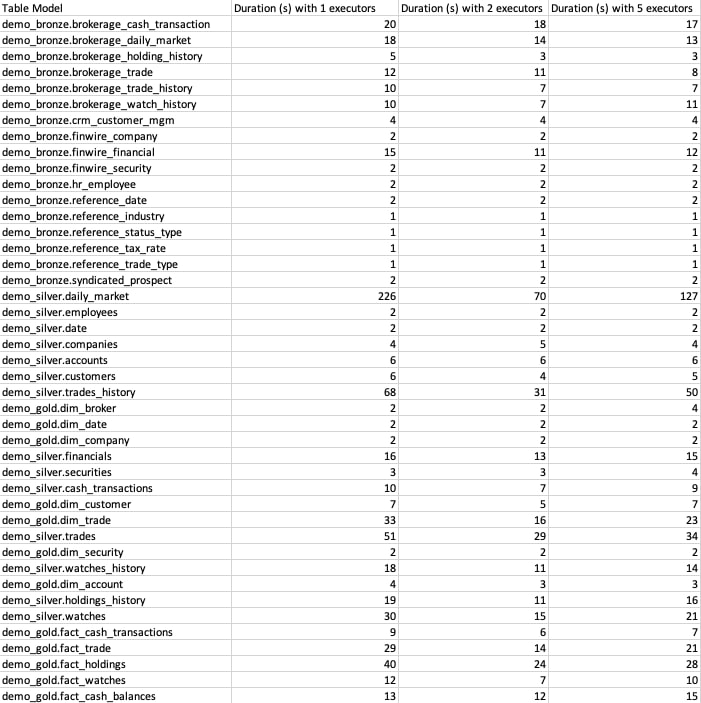 Table Model Duration (s) with 1 executors Duration (s) with 2 executors Duration (s) with 5 executors
demo_bronze.brokerage_cash_transaction 20 18 17
demo_bronze.brokerage_daily_market 18 14 13
demo_bronze.brokerage_holding_history 5 3 3
demo_bronze.brokerage_trade 12 11 8
demo_bronze.brokerage_trade_history 10 7 7
demo_bronze.brokerage_watch_history 10 7 11
demo_bronze.crm_customer_mgm 4 4 4
demo_bronze.finwire_company 2 2 2
demo_bronze.finwire_financial 15 11 12
demo_bronze.finwire_security 2 2 2
demo_bronze.hr_employee 2 2 2
demo_bronze.reference_date 2 2 2
demo_bronze.reference_industry 1 1 1
demo_bronze.reference_status_type 1 1 1
demo_bronze.reference_tax_rate 1 1 1
demo_bronze.reference_trade_type 1 1 1
demo_bronze.syndicated_prospect 2 2 2
demo_silver.daily_market 226 70 127
demo_silver.employees 2 2 2
demo_silver.date 2 2 2
demo_silver.companies 4 5 4
demo_silver.accounts 6 6 6
demo_silver.customers 6 4 5
demo_silver.trades_history 68 31 50
demo_gold.dim_broker 2 2 4
demo_gold.dim_date 2 2 2
demo_gold.dim_company 2 2 2
demo_silver.financials 16 13 15
demo_silver.securities 3 3 4
demo_silver.cash_transactions 10 7 9
demo_gold.dim_customer 7 5 7
demo_gold.dim_trade 33 16 23
demo_silver.trades 51 29 34
demo_gold.dim_security 2 2 2
demo_silver.watches_history 18 11 14
demo_gold.dim_account 4 3 3
demo_silver.holdings_history 19 11 16
demo_silver.watches 30 15 21
demo_gold.fact_cash_transactions 9 6 7
demo_gold.fact_trade 29 14 21
demo_gold.fact_holdings 40 24 28
demo_gold.fact_watches 12 7 10
demo_gold.fact_cash_balances 13 12 15